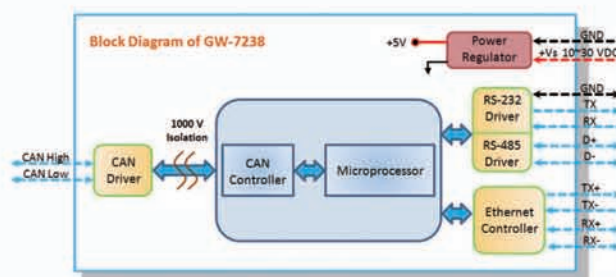 Block Diagram of GW-7238
+5V
Power
Regulator
GND
+Vs 10~30 VDC
GND
RS-232
Driver
TX
RX
RS-485
Driver
D+
D-
1000 V
Isolation
CAN High
CAN Low
CAN
Driver
CAN
Controller
Microprocessor
Ethernet
Controller
TX+
TX-
RX+
RX-